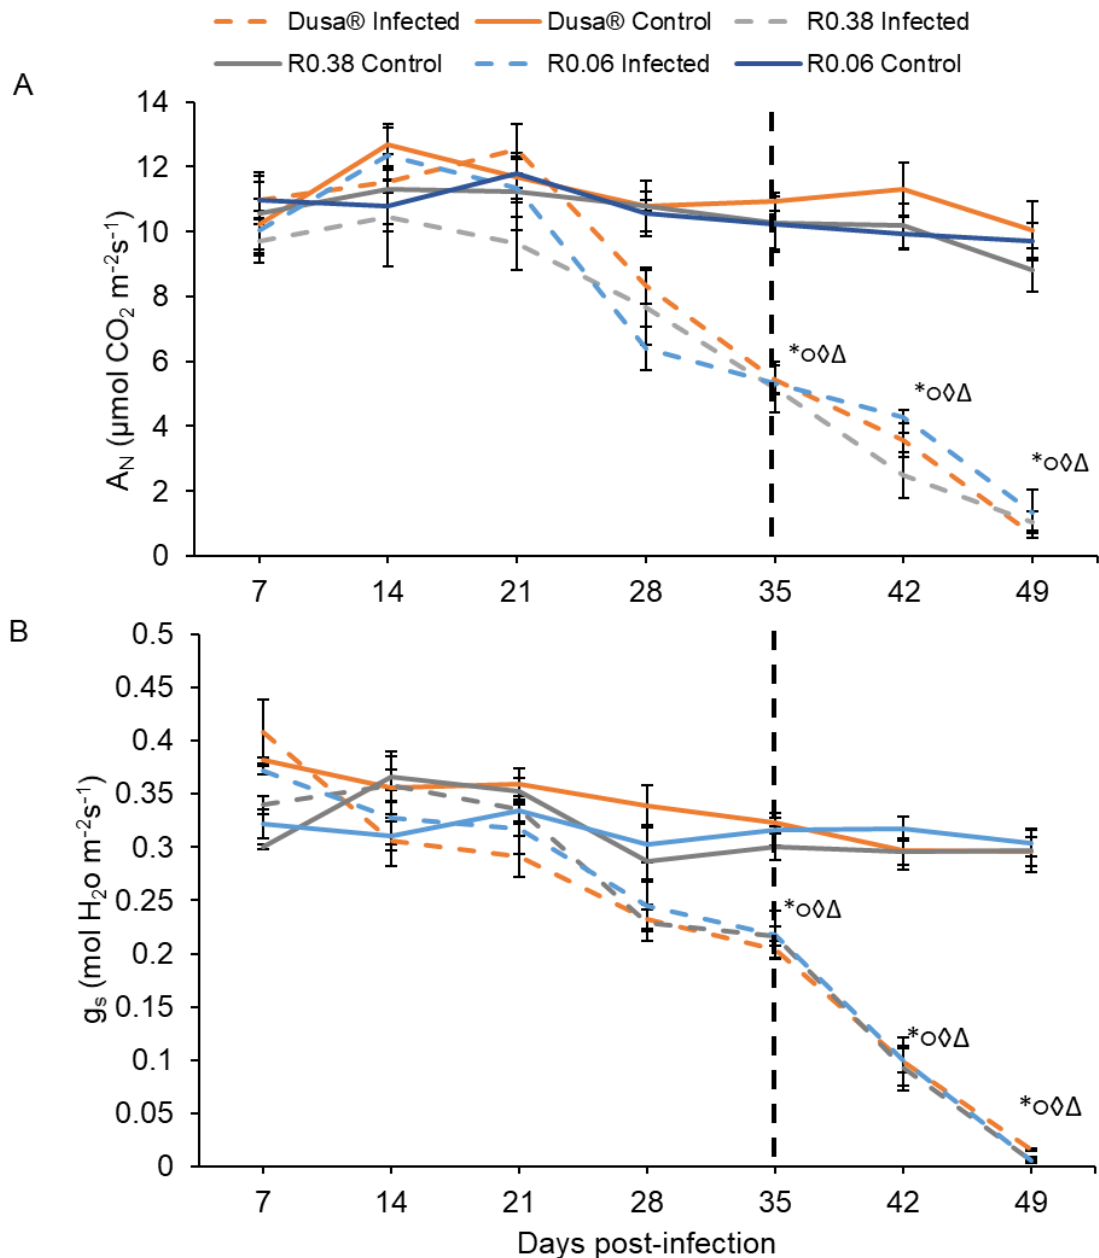 Dusa® Infected Dusa® Control R0.38 Infected
R0.38 Control R0.06 Infected R0.06 Control
A
14
12
10
8
6
4
2
0
A_N (µmol CO₂ m⁻²s⁻¹)
*○◊Δ
*○◊Δ
*○◊Δ
7 14 21 28 35 42 49
B
0.5
0.45
0.4
0.35
0.3
0.25
0.2
0.15
0.1
0.05
0
gₛ (mol H₂o m⁻²s⁻¹)
*○◊Δ
*○◊Δ
*○◊Δ
7 14 21 28 35 42 49
Days post-infection